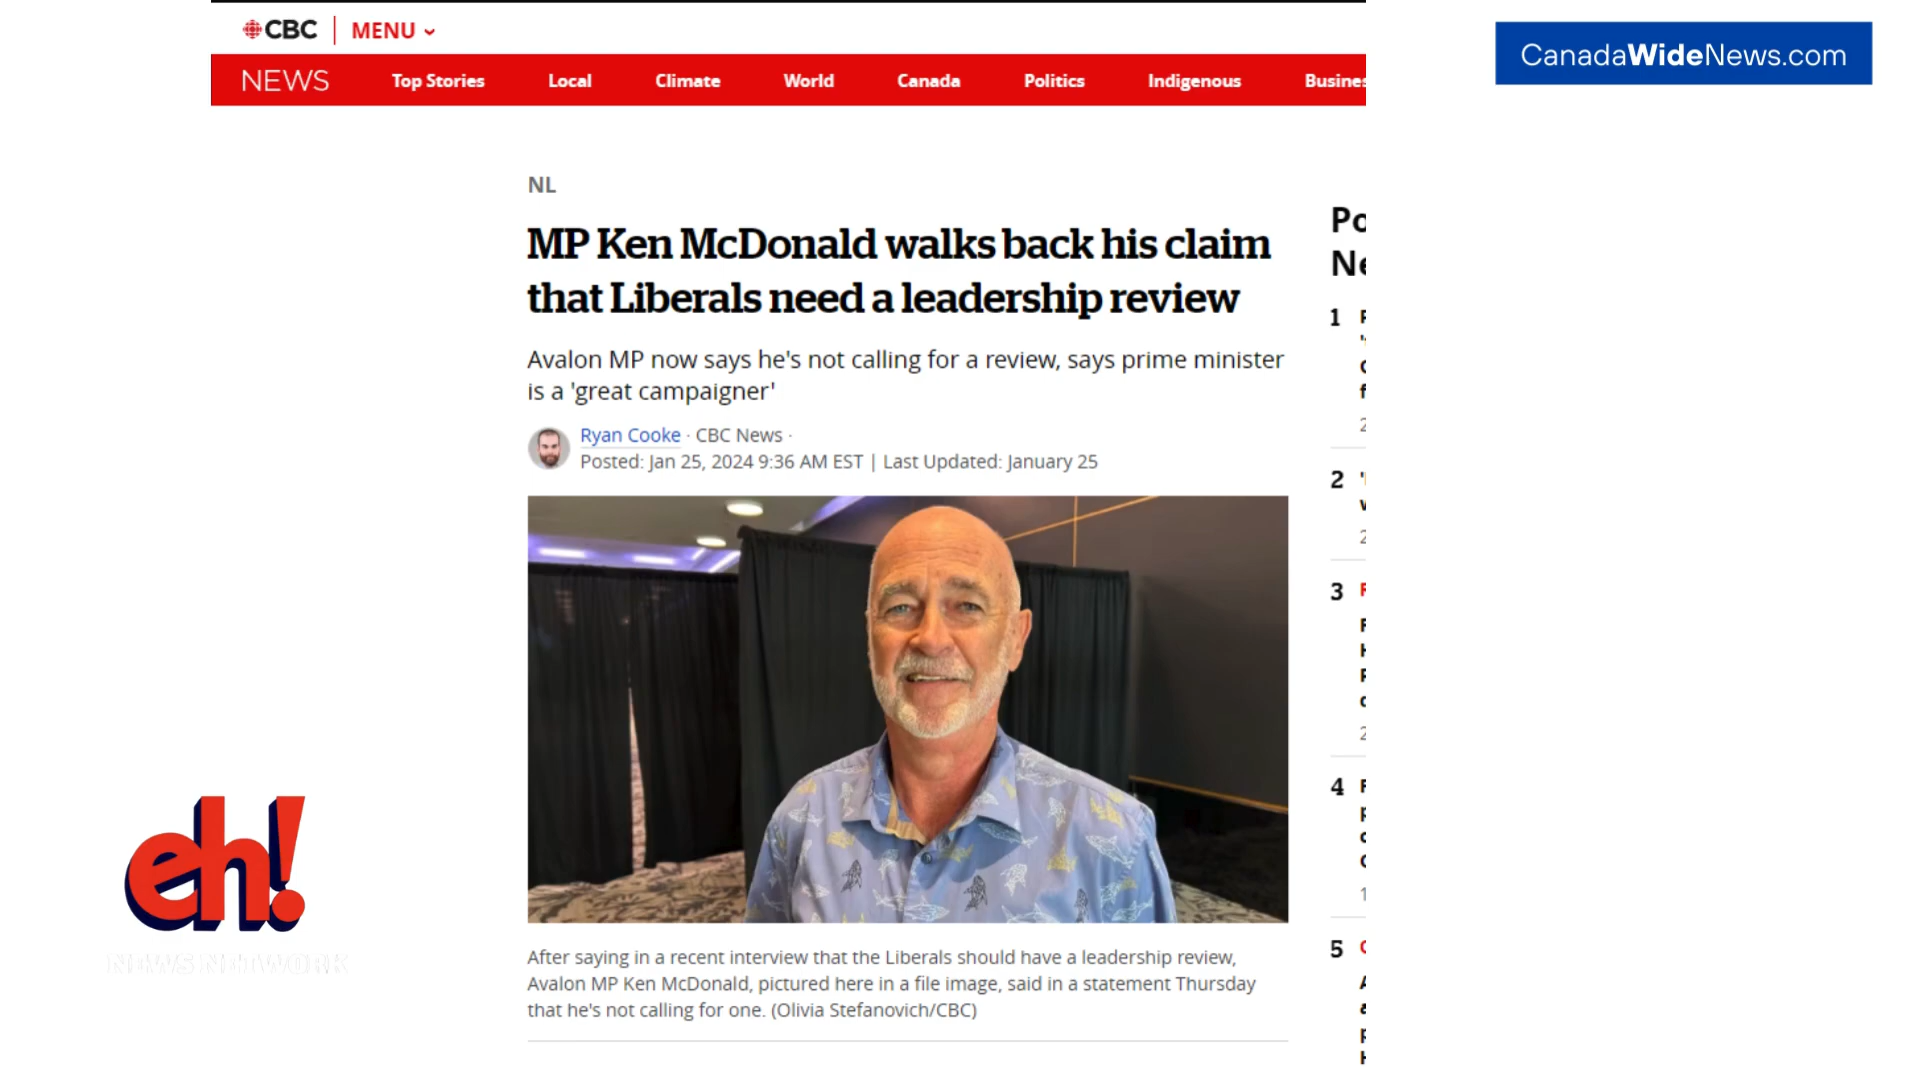 CBC MENU
CanadaWideNews.com
NEWS Top Stories Local Climate World Canada Politics Indigenous
NL
MP Ken McDonald walks back his claim
that Liberals need a leadership review
Avalon MP now says he's not calling for a review, says prime minister
is a 'great campaigner'
Ryan Cooke · CBC News ·
Posted: Jan 25, 2024 9:36 AM EST | Last Updated: January 25
After saying in a recent interview that the Liberals should have a leadership review,
Avalon MP Ken McDonald, pictured here in a file image, said in a statement Thursday
that he's not calling for one. (Olivia Stefanovich/CBC)
1
2
3
4
5
eh!
NEWS NETWORK